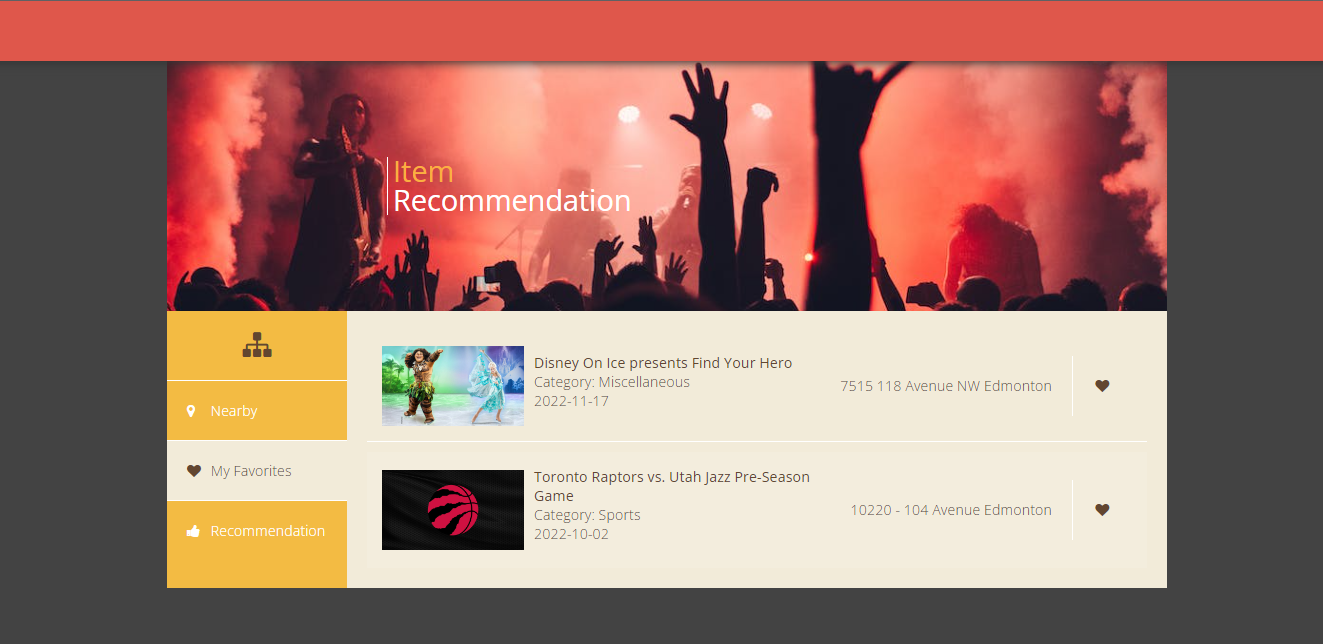 Item
Recommendation
Nearby
My Favorites
Recommendation
Disney On Ice presents Find Your Hero
Category: Miscellaneous
2022-11-17
7515 118 Avenue NW Edmonton
Toronto Raptors vs. Utah Jazz Pre-Season
Game
Category: Sports
2022-10-02
10220 - 104 Avenue Edmonton